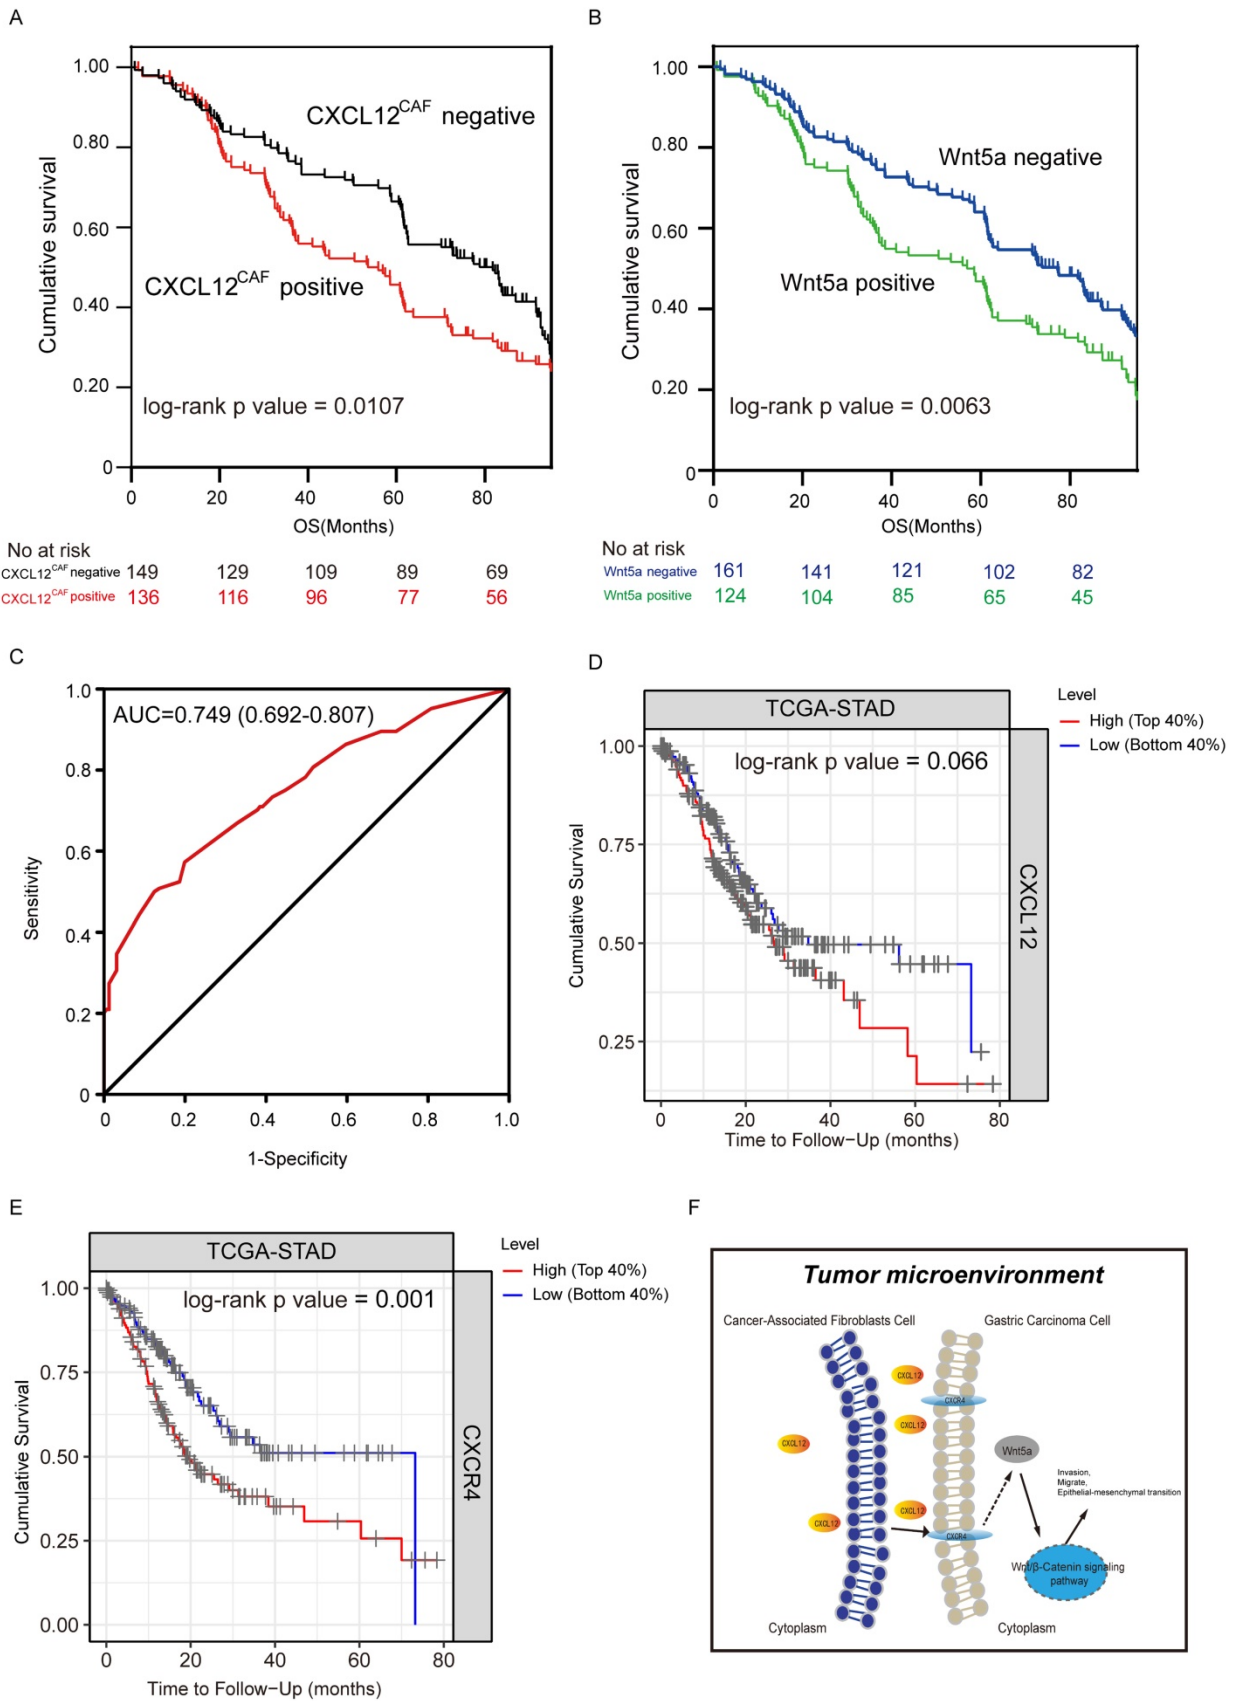 A
1.00
0.80
0.60
0.40
0.20
0
Cumulative survival
CXCL12CAF negative
CXCL12CAF positive
log-rank p value = 0.0107
0 20 40 60 80
OS(Months)
No at risk
CXCL12CAF negative 149 129 109 89 69
CXCL12CAF positive 136 116 96 77 56
B
1.00
0.80
0.60
0.40
0.20
0
Cumulative survival
Wnt5a negative
Wnt5a positive
log-rank p value = 0.0063
0 20 40 60 80
OS(Months)
No at risk
Wnt5a negative 161 141 121 102 82
Wnt5a positive 124 104 85 65 45
C
1.0
0.8
0.6
0.4
0.2
0
Sensitivity
AUC=0.749 (0.692-0.807)
0 0.2 0.4 0.6 0.8 1.0
1-Specificity
D
TCGA-STAD
log-rank p value = 0.066
1.00
0.75
0.50
0.25
Cumulative Survival
CXCL12
0 20 40 60 80
Time to Follow−Up (months)
Level
High (Top 40%)
Low (Bottom 40%)
E
TCGA-STAD
log-rank p value = 0.001
1.00
0.75
0.50
0.25
0.00
Cumulative Survival
CXCR4
0 20 40 60 80
Time to Follow−Up (months)
Level
High (Top 40%)
Low (Bottom 40%)
F
Tumor microenvironment
Cancer-Associated Fibroblasts Cell
Gastric Carcinoma Cell
CXCL12
CXCR4
CXCL12
CXCL12
Wnt5a
Invasion,
Migrate,
Epithelial-mesenchymal transition
CXCL12
CXCL12
CXCR4
Wnt/β-Catenin signaling
pathway
Cytoplasm
Cytoplasm